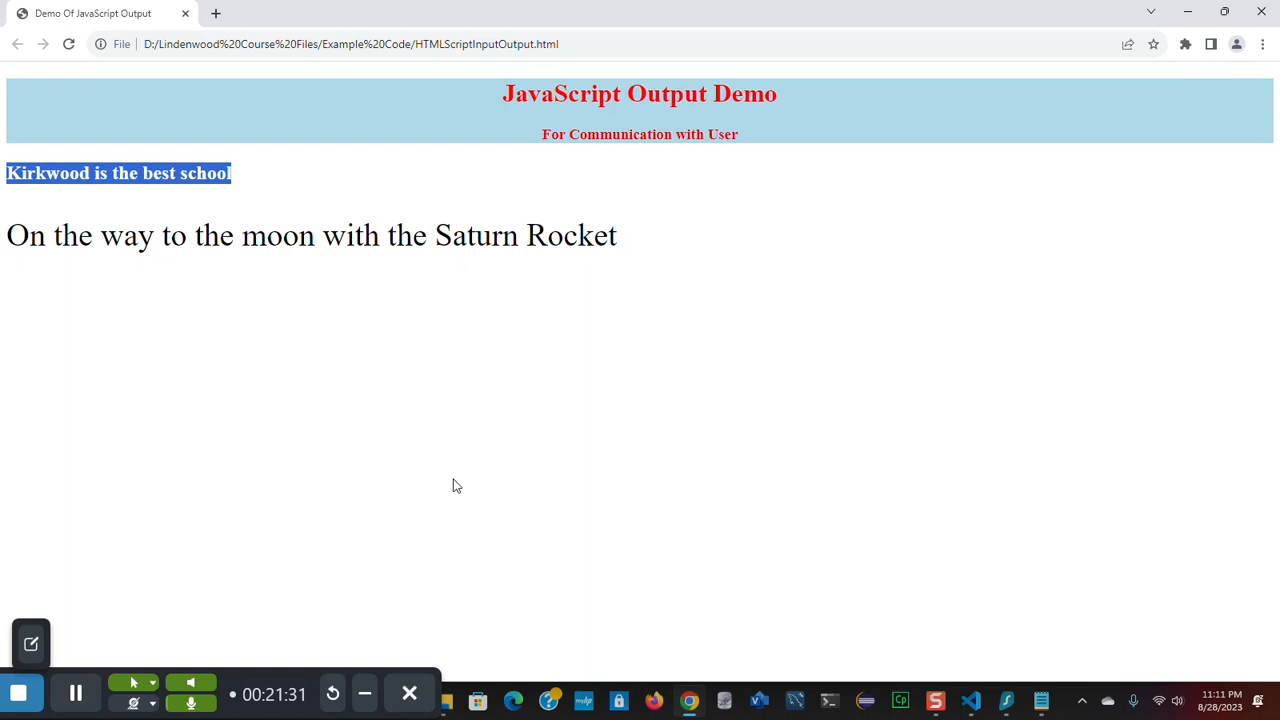 Demo Of JavaScript Output
File
D:/Lindenwood%20Course%20Files/Example%20Code/HTMLScriptInputOutput.html
JavaScript Output Demo
For Communication with User
Kirkwood is the best school
On the way to the moon with the Saturn Rocket
00:21:31
mdp
Cp
S
11:11 PM
8/28/2023